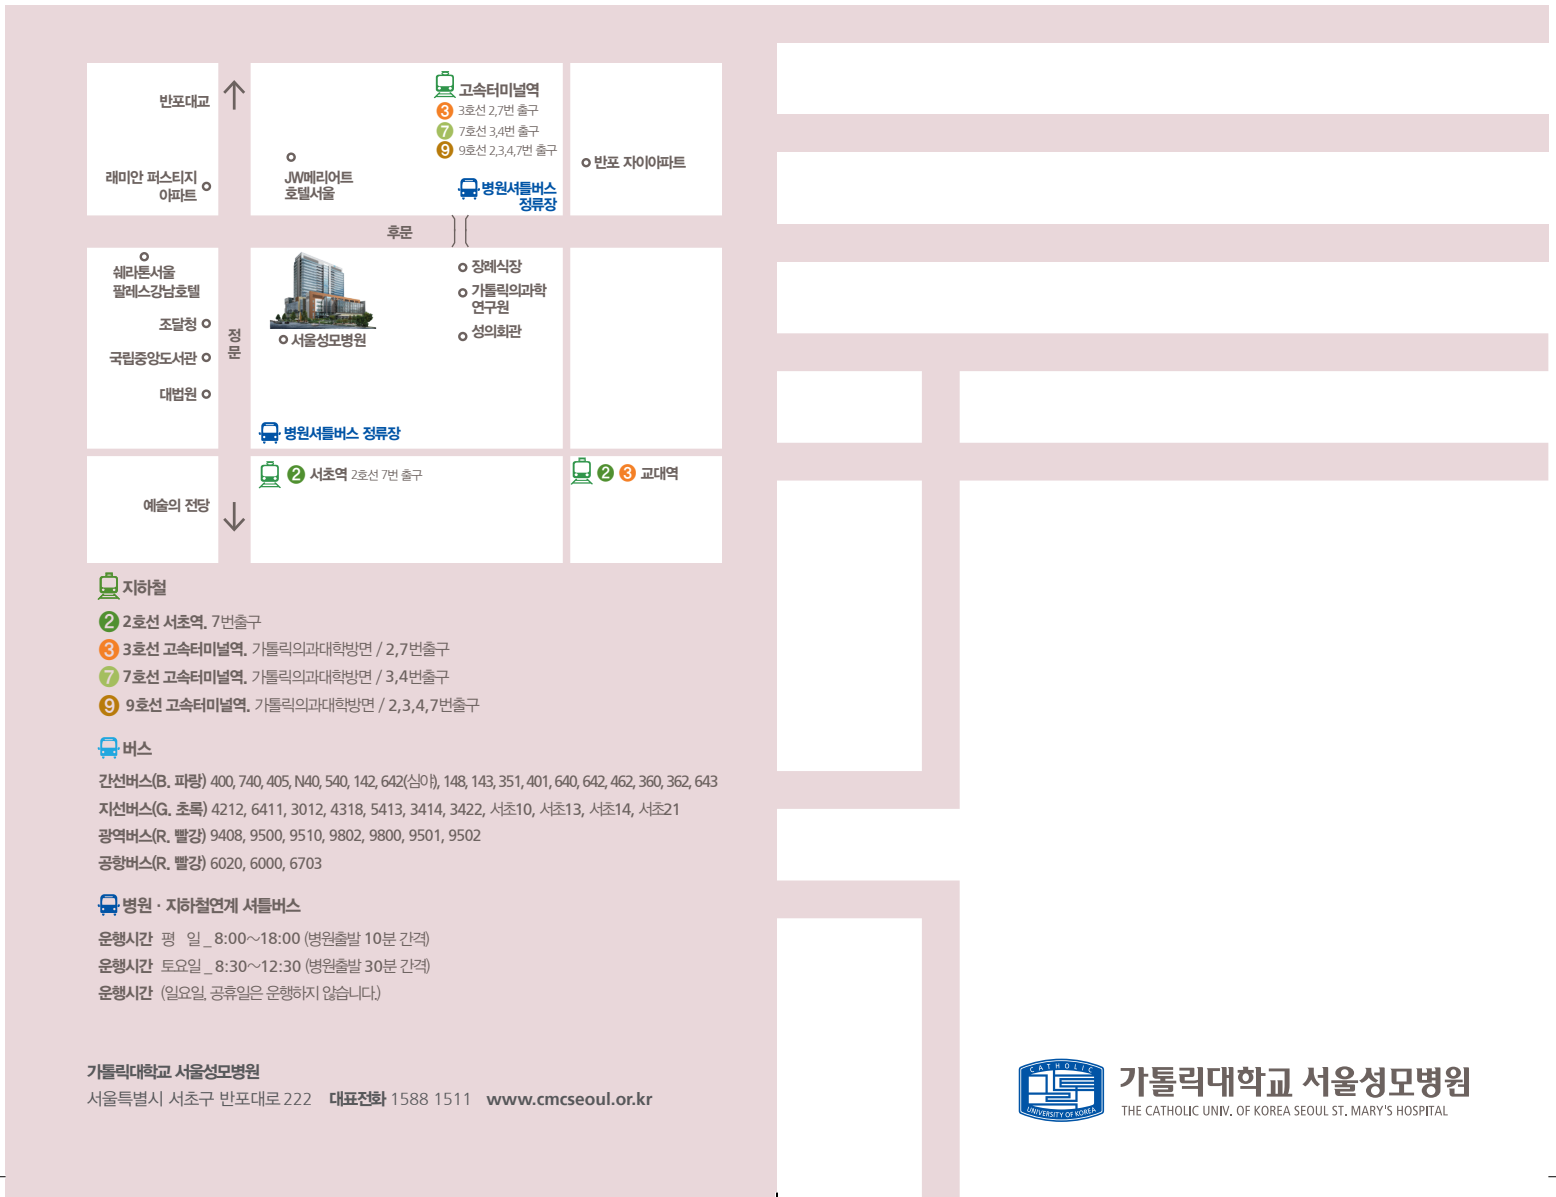 반포대교
래미안 퍼스티지
아파트
JW메리어트
호텔서울
고속터미널역
3 3호선 2,7번 출구
7 7호선 3,4번 출구
9 9호선 2,3,4,7번 출구
병원셔틀버스
정류장
반포 자이아파트
후문
쉐라톤서울
팔레스강남호텔
조달청
국립중앙도서관
대법원
정문
서울성모병원
장례식장
가톨릭의과학
연구원
성의회관
병원셔틀버스 정류장
예술의 전당
2 서초역 2호선 7번 출구
2 3 교대역
지하철
2 2호선 서초역. 7번출구
3 3호선 고속터미널역. 가톨릭의과대학방면 / 2,7번출구
7 7호선 고속터미널역. 가톨릭의과대학방면 / 3,4번출구
9 9호선 고속터미널역. 가톨릭의과대학방면 / 2,3,4,7번출구
버스
간선버스(B. 파랑) 400, 740, 405, N40, 540, 142, 642(심야), 148, 143, 351, 401, 640, 642, 462, 360, 362, 643
지선버스(G. 초록) 4212, 6411, 3012, 4318, 5413, 3414, 3422, 서초10, 서초13, 서초14, 서초21
광역버스(R. 빨강) 9408, 9500, 9510, 9802, 9800, 9501, 9502
공항버스(R. 빨강) 6020, 6000, 6703
병원 · 지하철연계 셔틀버스
운행시간 평 일 _ 8:00~18:00 (병원출발 10분 간격)
운행시간 토요일 _ 8:30~12:30 (병원출발 30분 간격)
운행시간 (일요일, 공휴일은 운행하지 않습니다.)
가톨릭대학교 서울성모병원
서울특별시 서초구 반포대로 222 대표전화 1588 1511 www.cmcseoul.or.kr
CATHOLIC
UNIVERSITY OF KOREA
가톨릭대학교 서울성모병원
THE CATHOLIC UNIV. OF KOREA SEOUL ST. MARY'S HOSPITAL